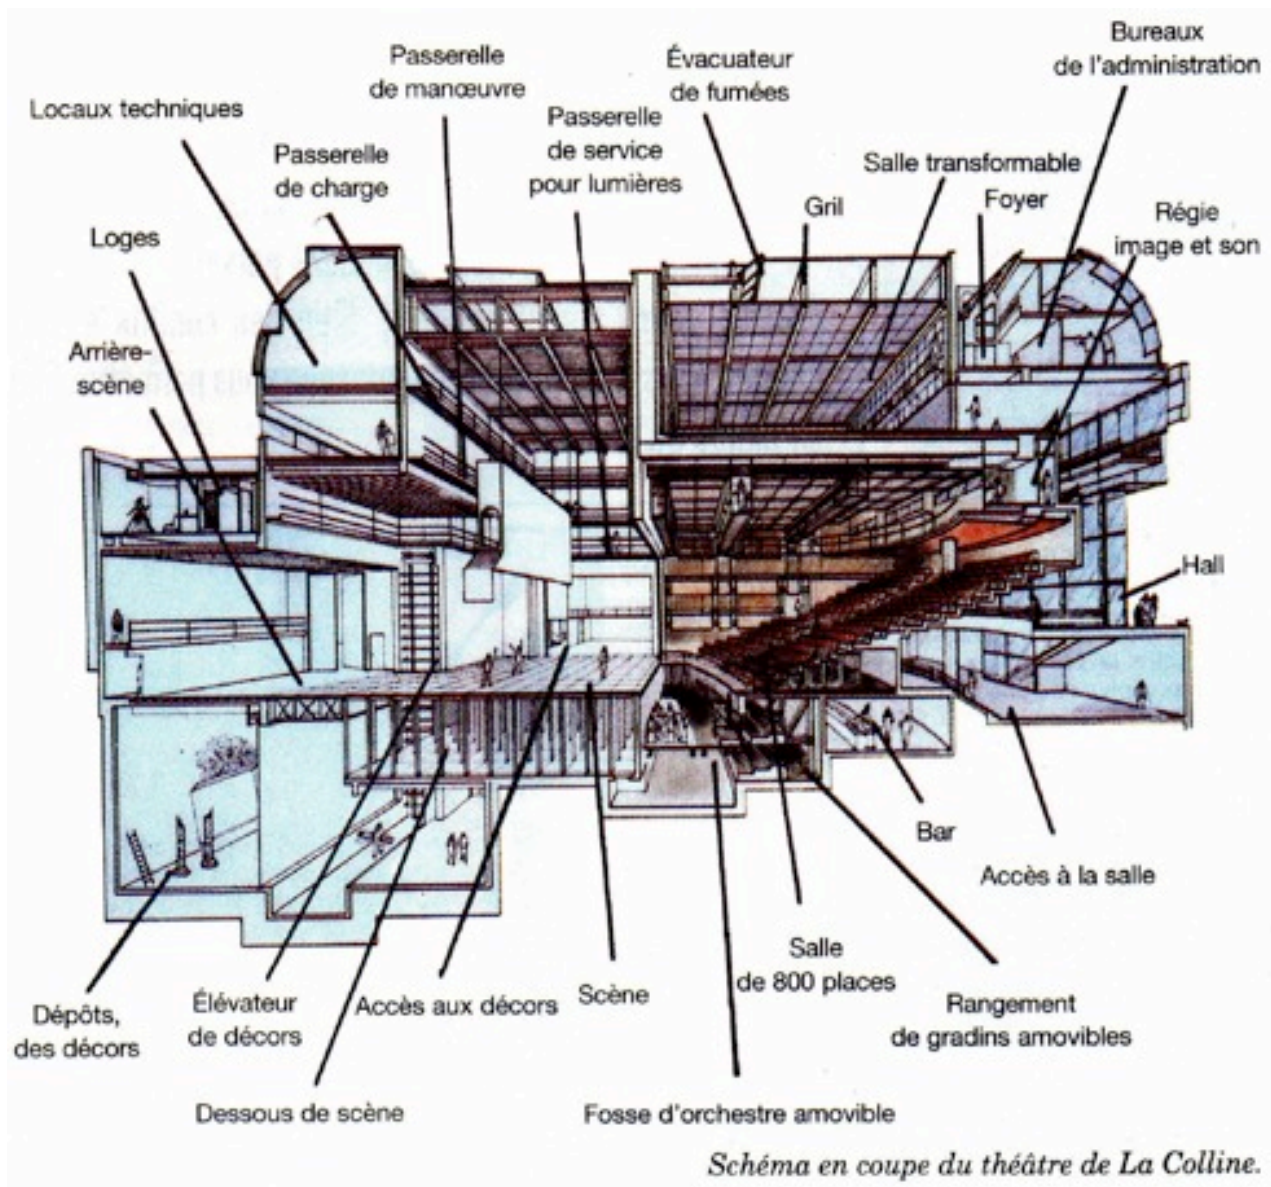 Bureaux
de l'administration
Passerelle
de manœuvre
Évacuateur
de fumées
Locaux techniques
Passerelle
de service
pour lumières
Passerelle
de charge
Salle transformable
Foyer
Gril
Régie
image et son
Loges
Arrière-
scène
Hall
Bar
Accès à la salle
Salle
de 800 places
Rangement
de gradins amovibles
Scène
Accès aux décors
Élévateur
de décors
Dépôts,
des décors
Dessous de scène
Fosse d'orchestre amovible
Schéma en coupe du théâtre de La Colline.